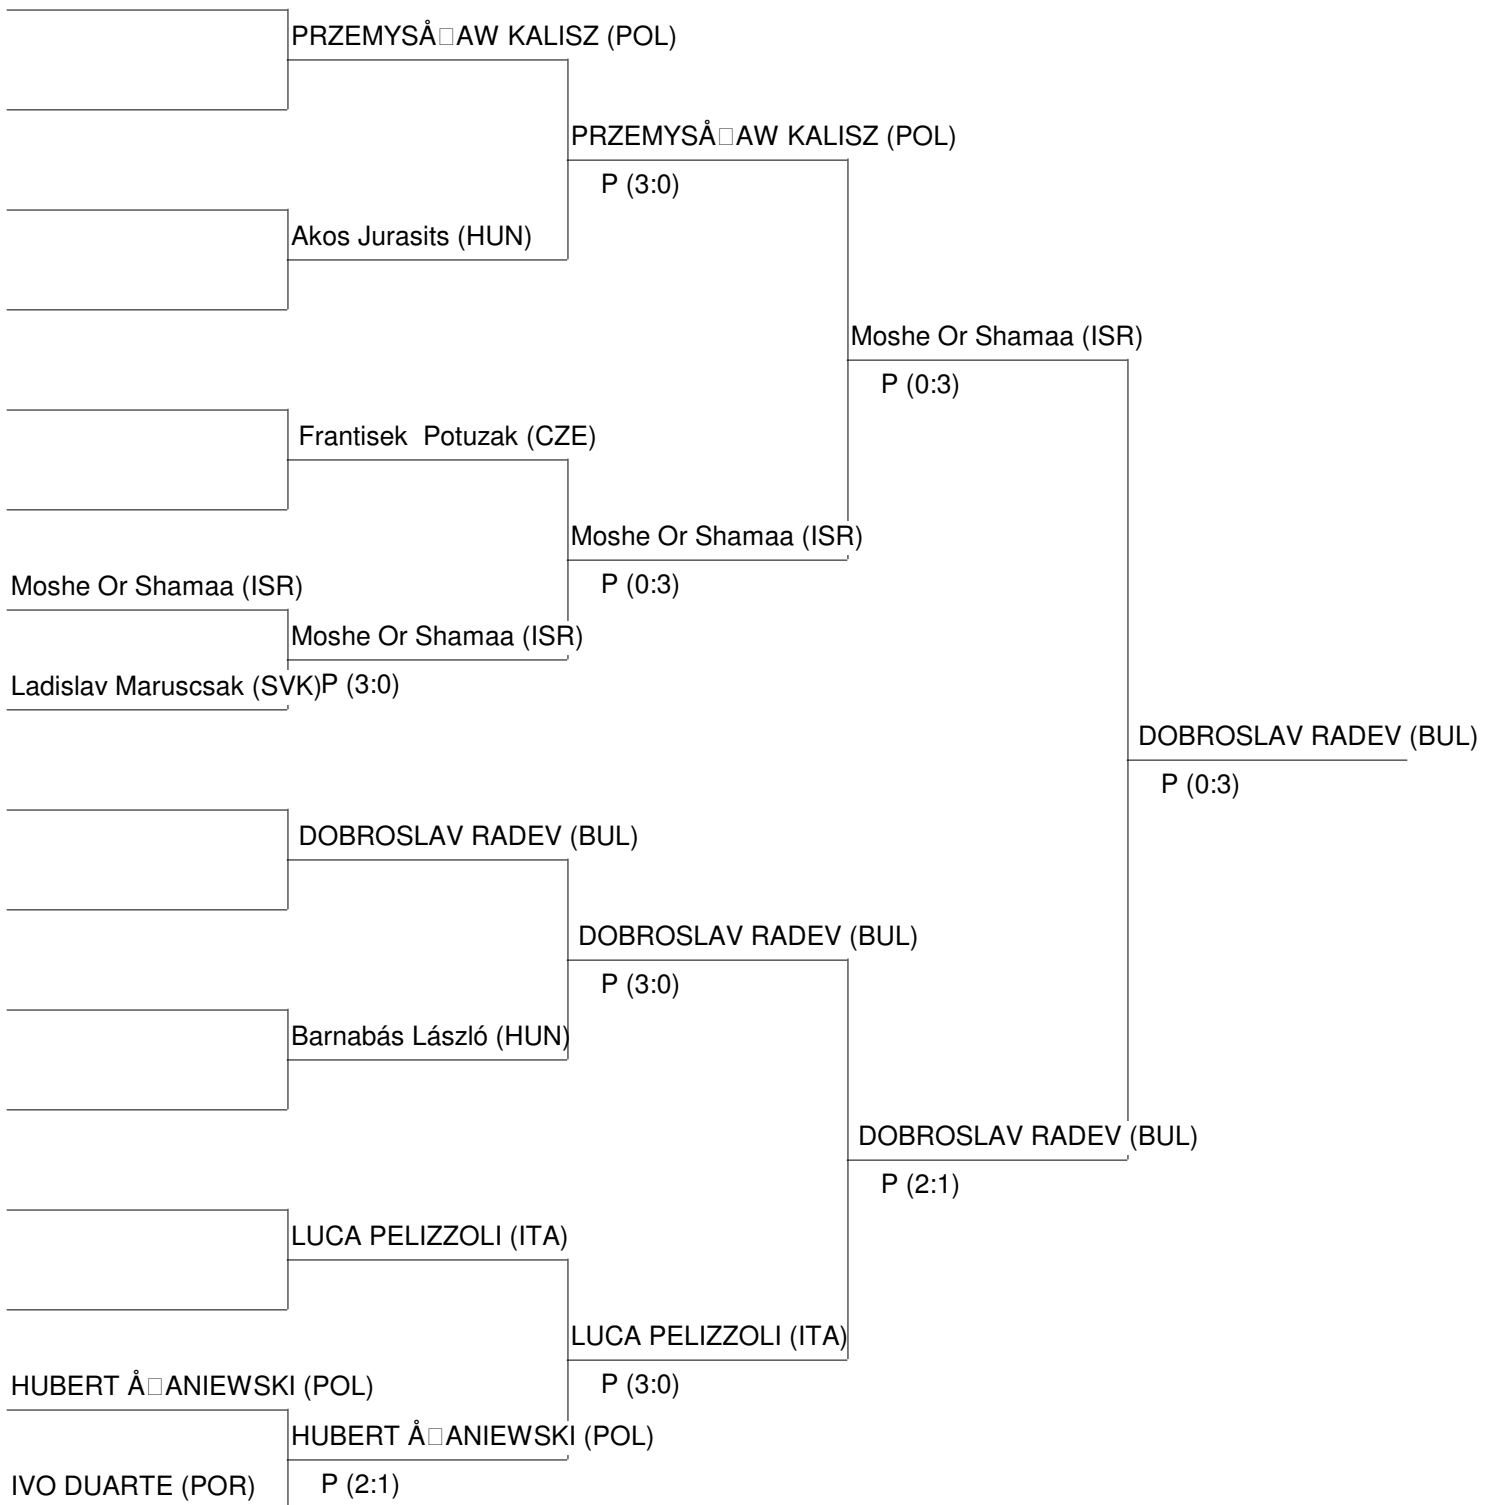 PRZEMYSÅ□AW KALISZ (POL)
PRZEMYSÅ□AW KALISZ (POL)
P (3:0)
Akos Jurasits (HUN)
Moshe Or Shamaa (ISR)
P (0:3)
Frantisek  Potuzak (CZE)
Moshe Or Shamaa (ISR)
P (0:3)
Moshe Or Shamaa (ISR)
Moshe Or Shamaa (ISR)
Ladislav Maruscsak (SVK)P (3:0)
DOBROSLAV RADEV (BUL)
P (0:3)
DOBROSLAV RADEV (BUL)
DOBROSLAV RADEV (BUL)
P (3:0)
Barnabás László (HUN)
DOBROSLAV RADEV (BUL)
P (2:1)
LUCA PELIZZOLI (ITA)
LUCA PELIZZOLI (ITA)
P (3:0)
HUBERT Å□ANIEWSKI (POL)
HUBERT Å□ANIEWSKI (POL)
IVO DUARTE (POR) P (2:1)